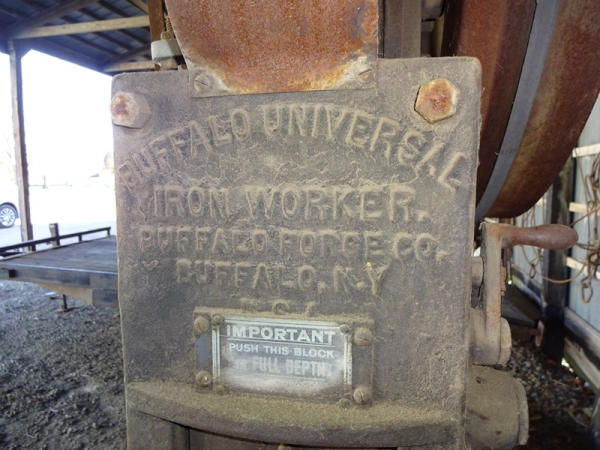 BUFFALO UNIVERSAL
IRON WORKER.
BUFFALO FORGE CO.
BUFFALO, N.Y
IMPORTANT
PUSH THIS BLOCK
FULL DEPTH